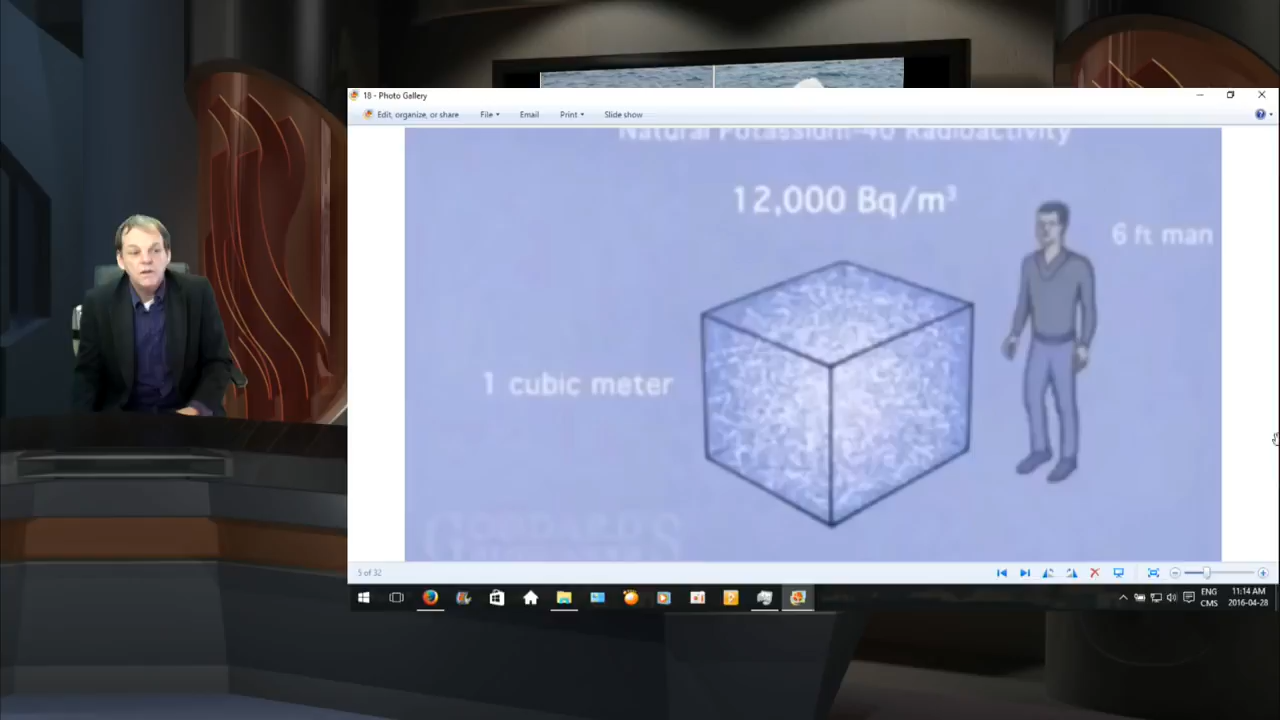 18 - Photo Gallery
Edit, organize, or share File Email Print Slide show
Natural Potassium-40 Radioactivity
12,000 Bq/m³
6 ft man
1 cubic meter
GODDARD'S
5 of 32
ENG 11:14 AM
CMS 2016-04-28